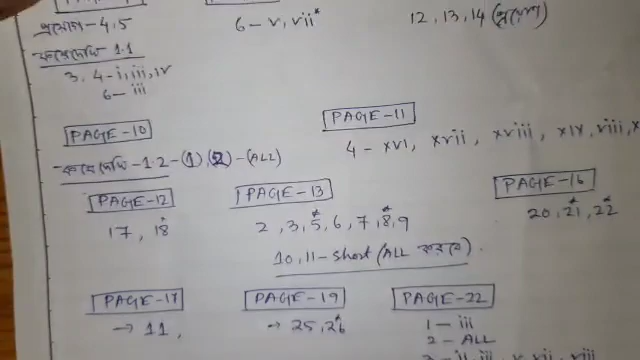 প্রয়োগ-4,5
6-v, vii*
12, 13, 14 (প্রয়োগ)
কষে দেখি 1.1
3, 4-i, iii, iv
6-iii
PAGE-10
কষে দেখি-1.2-(1),(2)-(ALL)
PAGE-11
4-xvi, xvii, xviii, xix, viii,
PAGE-12
17, 18*
PAGE-13
2, 3, 5*, 6, 7, 8*, 9
10, 11-Short (ALL করবে).
PAGE-16
20, 21*, 22*
PAGE-17
→ 11,
PAGE-19
→ 25, 26*
PAGE-22
1-iii
2-ALL